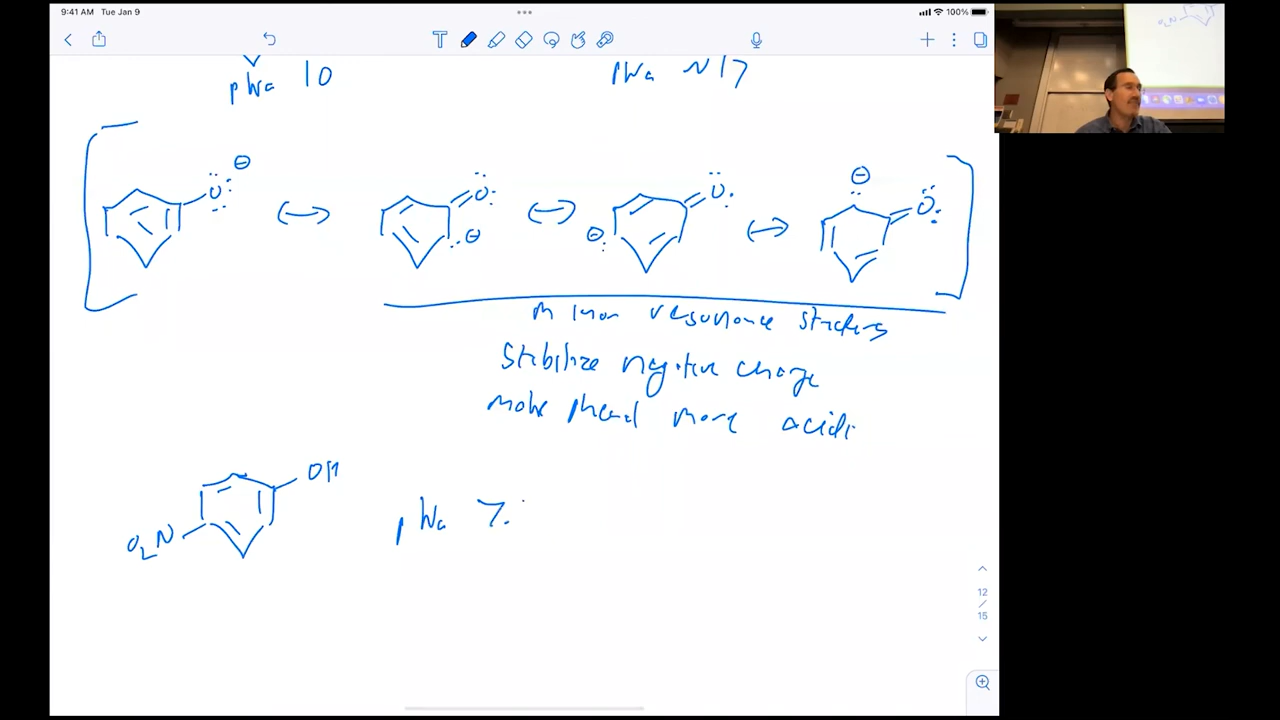 9:41 AM Tue Jan 9
100%
pKa 10
pKa ~17
O ⊖
O ⊖
O ⊖
⊖ O
minor resonance structures
Stabilize negative charge
make phenol more acidic
OH
O2N
pKa 7.
12
/
15